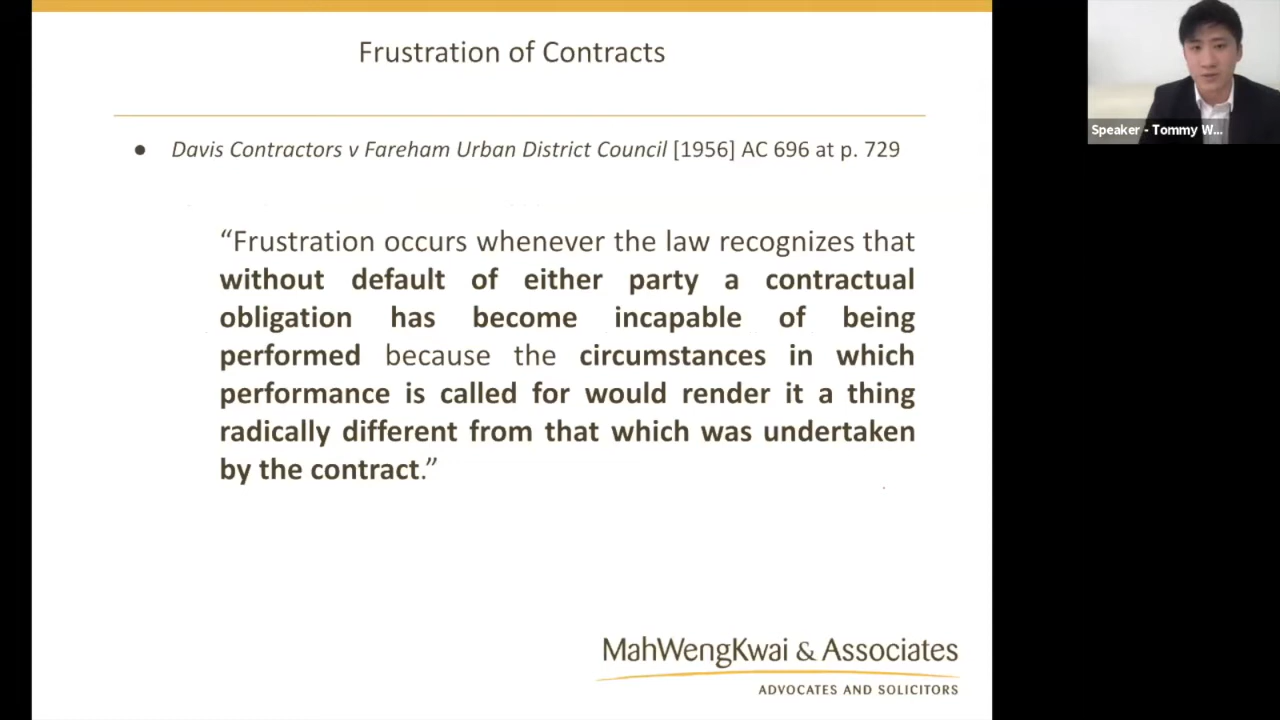 Frustration of Contracts
● Davis Contractors v Fareham Urban District Council [1956] AC 696 at p. 729
“Frustration occurs whenever the law recognizes that
without default of either party a contractual
obligation has become incapable of being
performed because the circumstances in which
performance is called for would render it a thing
radically different from that which was undertaken
by the contract.”
MahWengKwai & Associates
ADVOCATES AND SOLICITORS
Speaker - Tommy W...